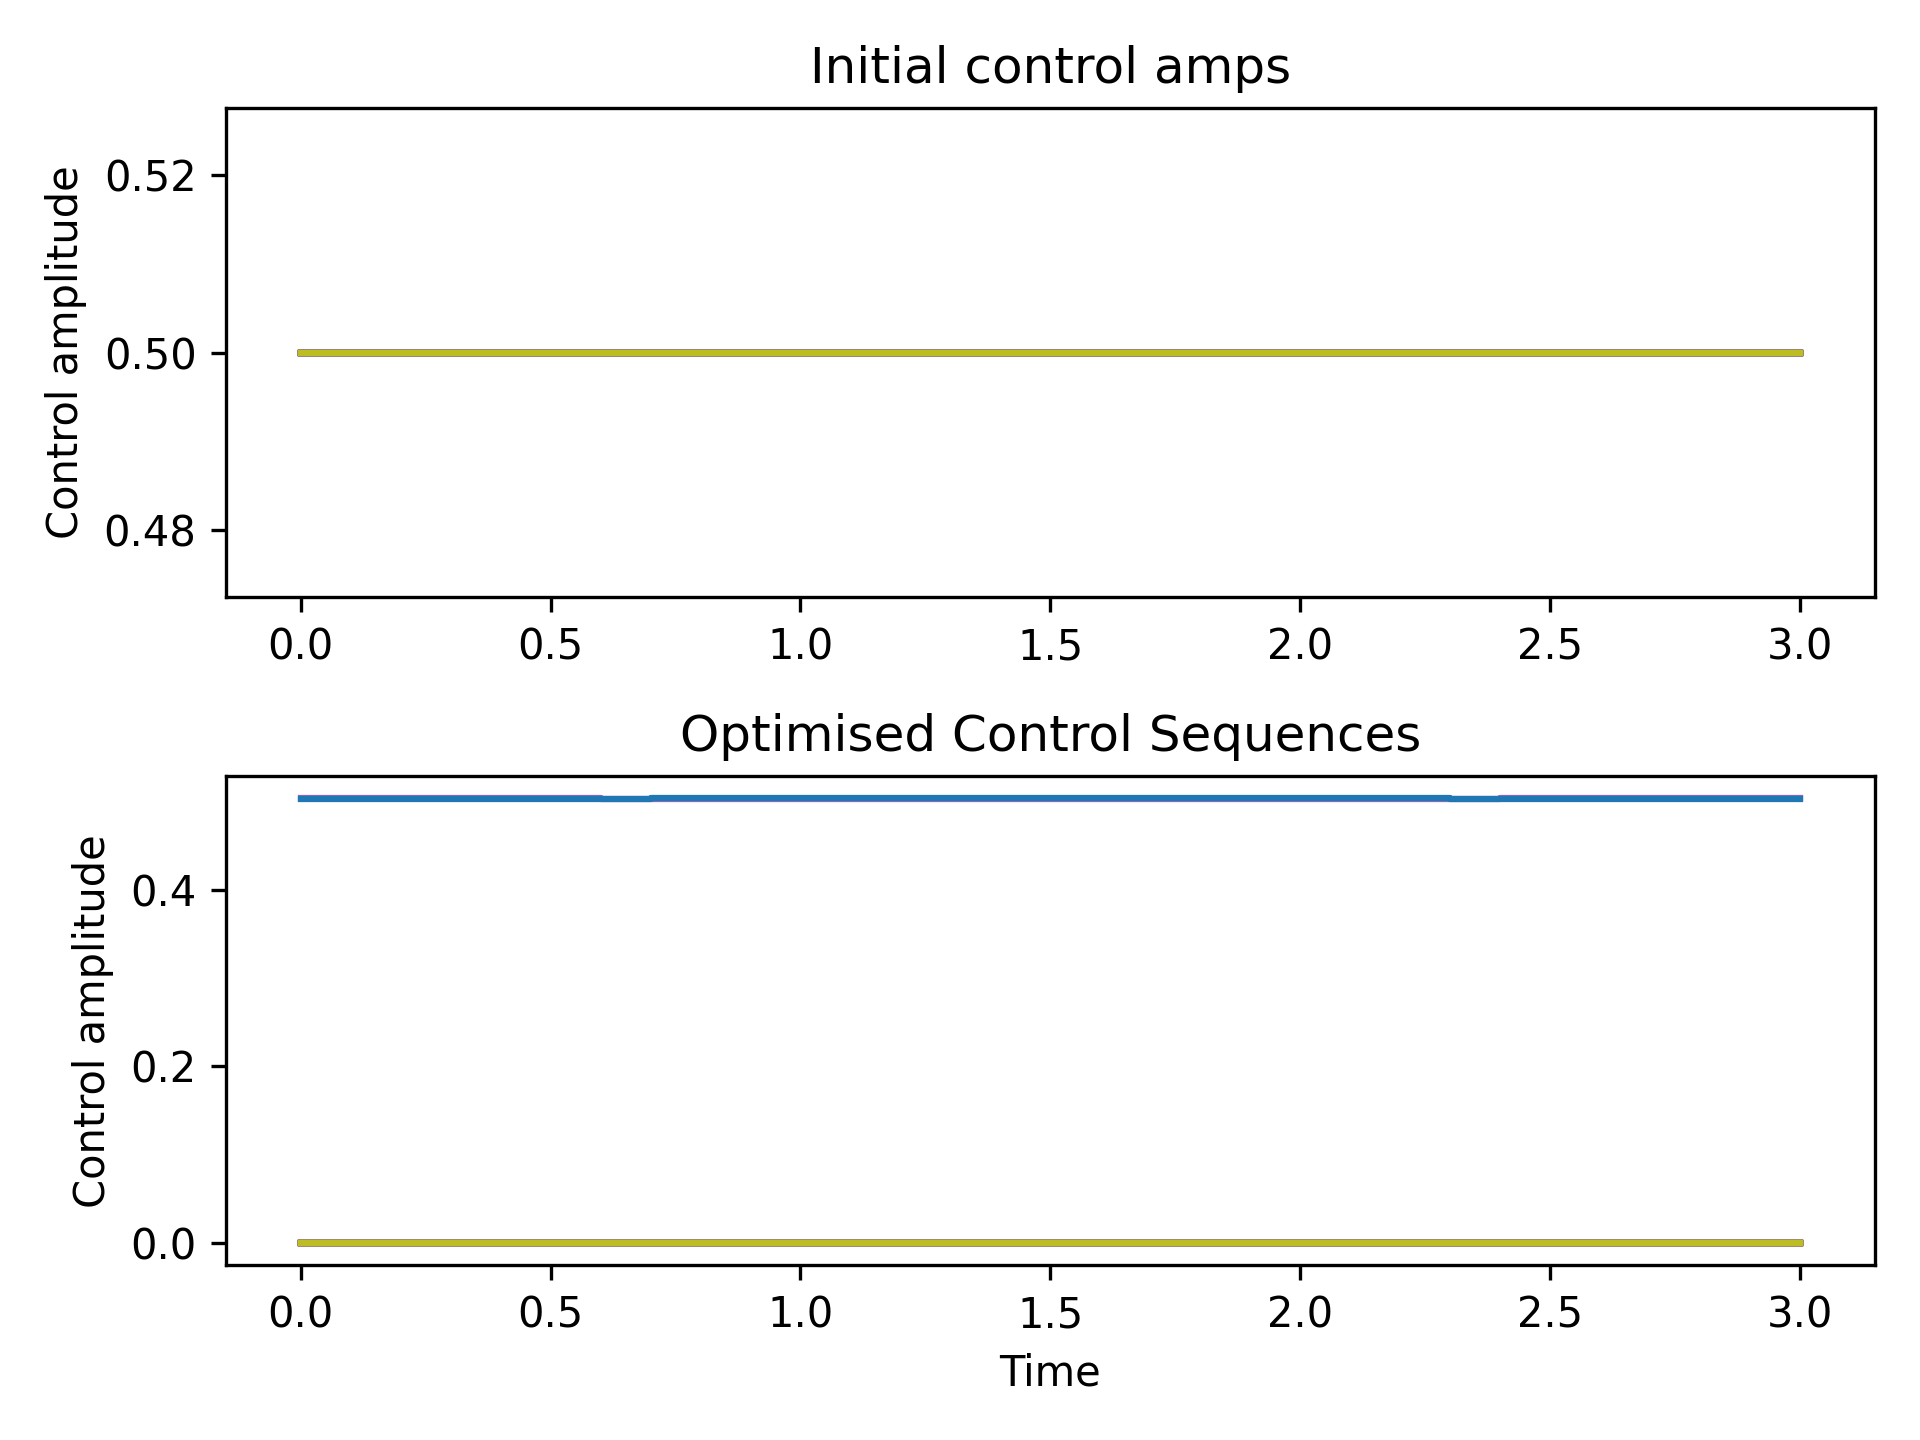 Initial control amps
Control amplitude
0.52
0.50
0.48
0.0 0.5 1.0 1.5 2.0 2.5 3.0
Optimised Control Sequences
Control amplitude
0.4
0.2
0.0
0.0 0.5 1.0 1.5 2.0 2.5 3.0
Time